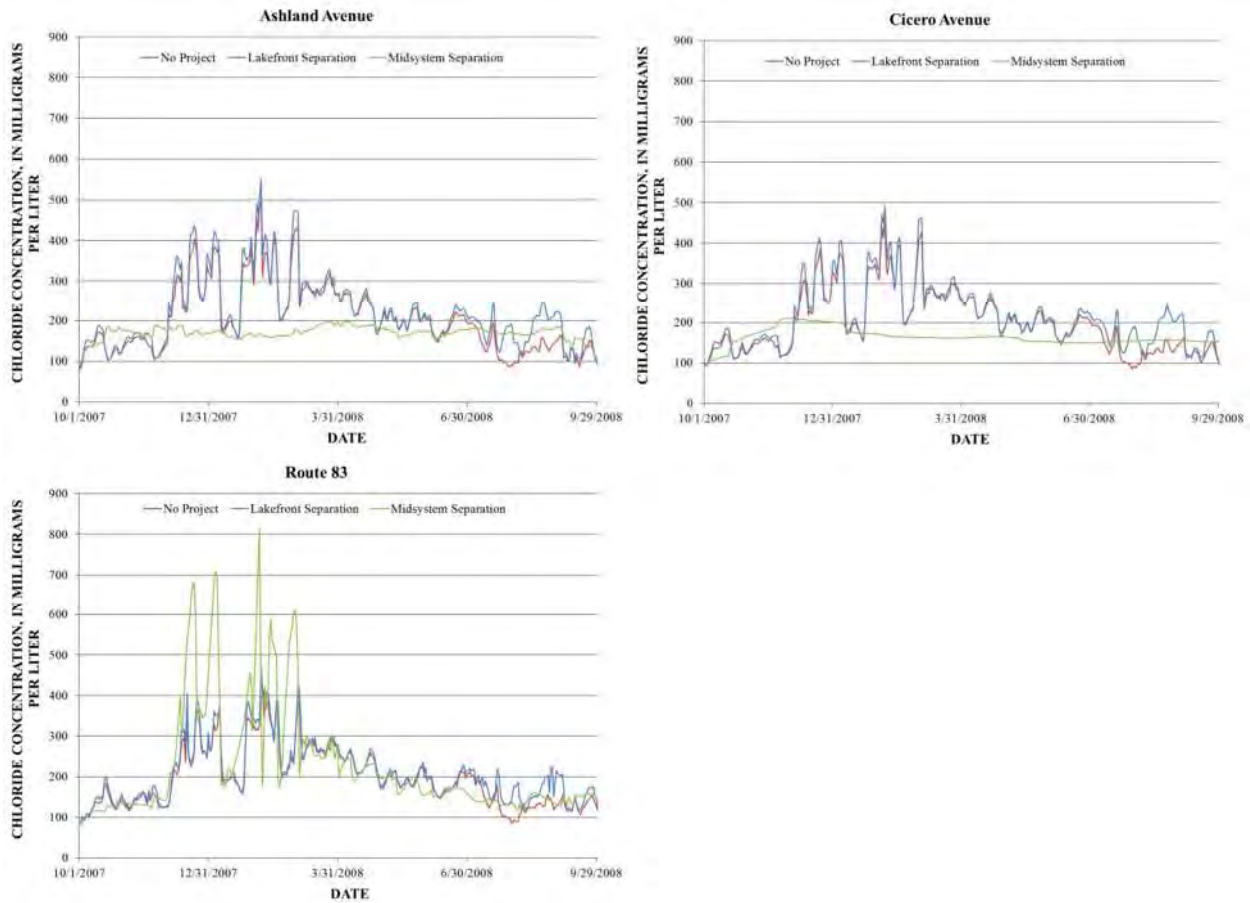 Ashland Avenue
CHLORIDE CONCENTRATION, IN MILLIGRAMS
PER LITER
900
800
700
600
500
400
300
200
100
0
No Project Lakefront Separation Midsystem Separation
10/1/2007 12/31/2007 3/31/2008 6/30/2008 9/29/2008
DATE
Cicero Avenue
CHLORIDE CONCENTRATION, IN MILLIGRAMS
PER LITER
900
800
700
600
500
400
300
200
100
0
No Project Lakefront Separation Midsystem Separation
10/1/2007 12/31/2007 3/31/2008 6/30/2008 9/29/2008
DATE
Route 83
CHLORIDE CONCENTRATION, IN MILLIGRAMS
PER LITER
900
800
700
600
500
400
300
200
100
0
No Project Lakefront Separation Midsystem Separation
10/1/2007 12/31/2007 3/31/2008 6/30/2008 9/29/2008
DATE